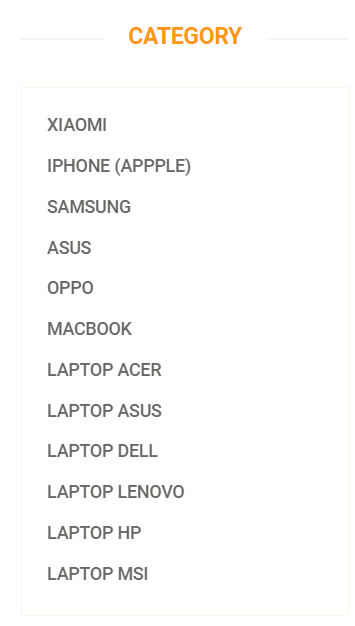 CATEGORY
XIAOMI
IPHONE (APPPLE)
SAMSUNG
ASUS
OPPO
MACBOOK
LAPTOP ACER
LAPTOP ASUS
LAPTOP DELL
LAPTOP LENOVO
LAPTOP HP
LAPTOP MSI